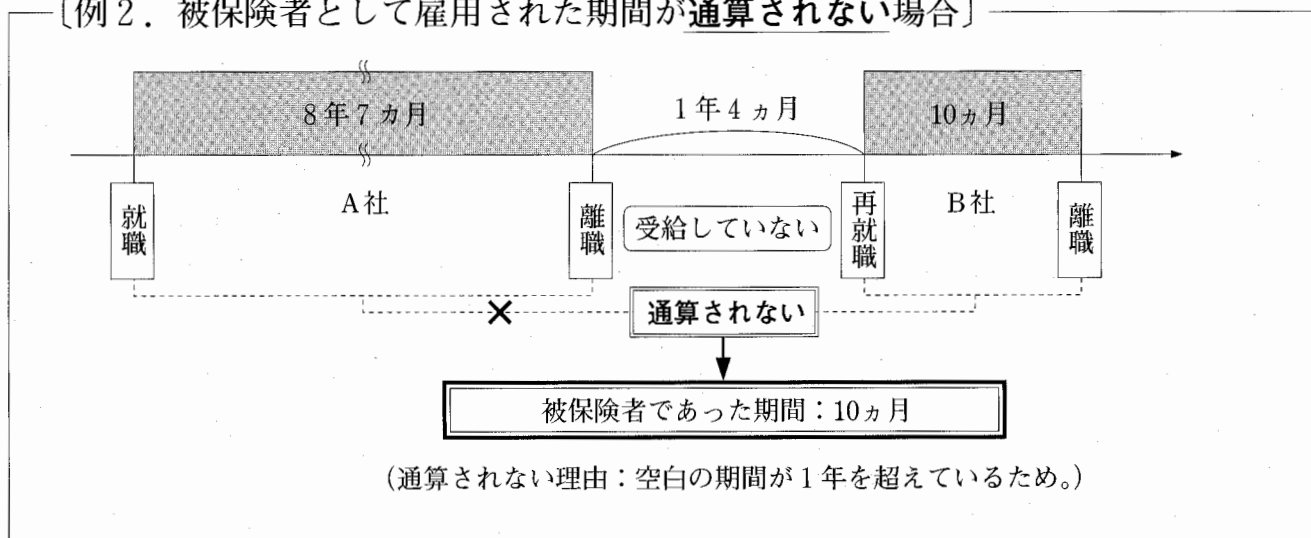 〔例2．被保険者として雇用された期間が通算されない場合〕
8年7ヵ月
1年4ヵ月
10ヵ月
就職
A社
離職
受給していない
再就職
B社
離職
×
通算されない
被保険者であった期間：10ヵ月
（通算されない理由：空白の期間が1年を超えているため。）